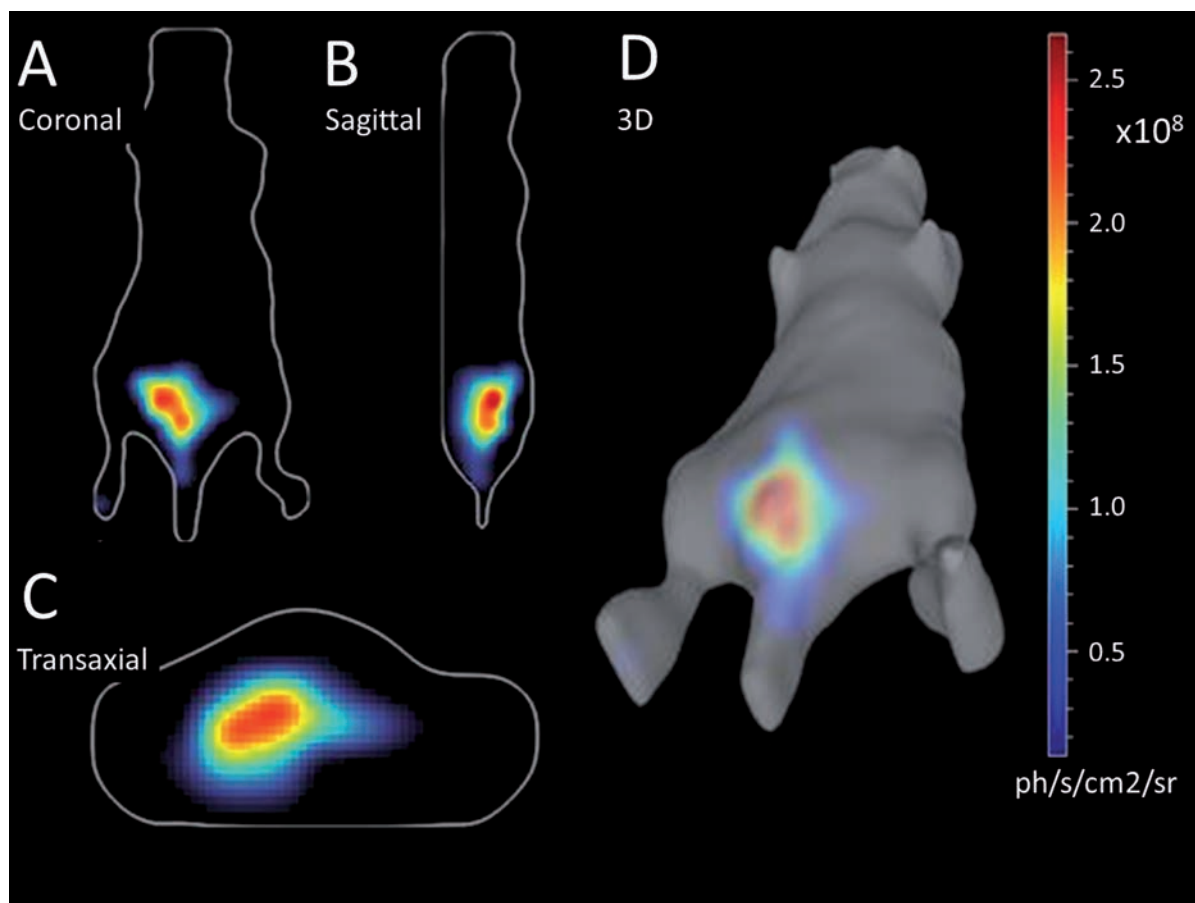 A
Coronal
B
Sagittal
C
Transaxial
D
3D
2.5
x10⁸
2.0
1.5
1.0
0.5
ph/s/cm2/sr